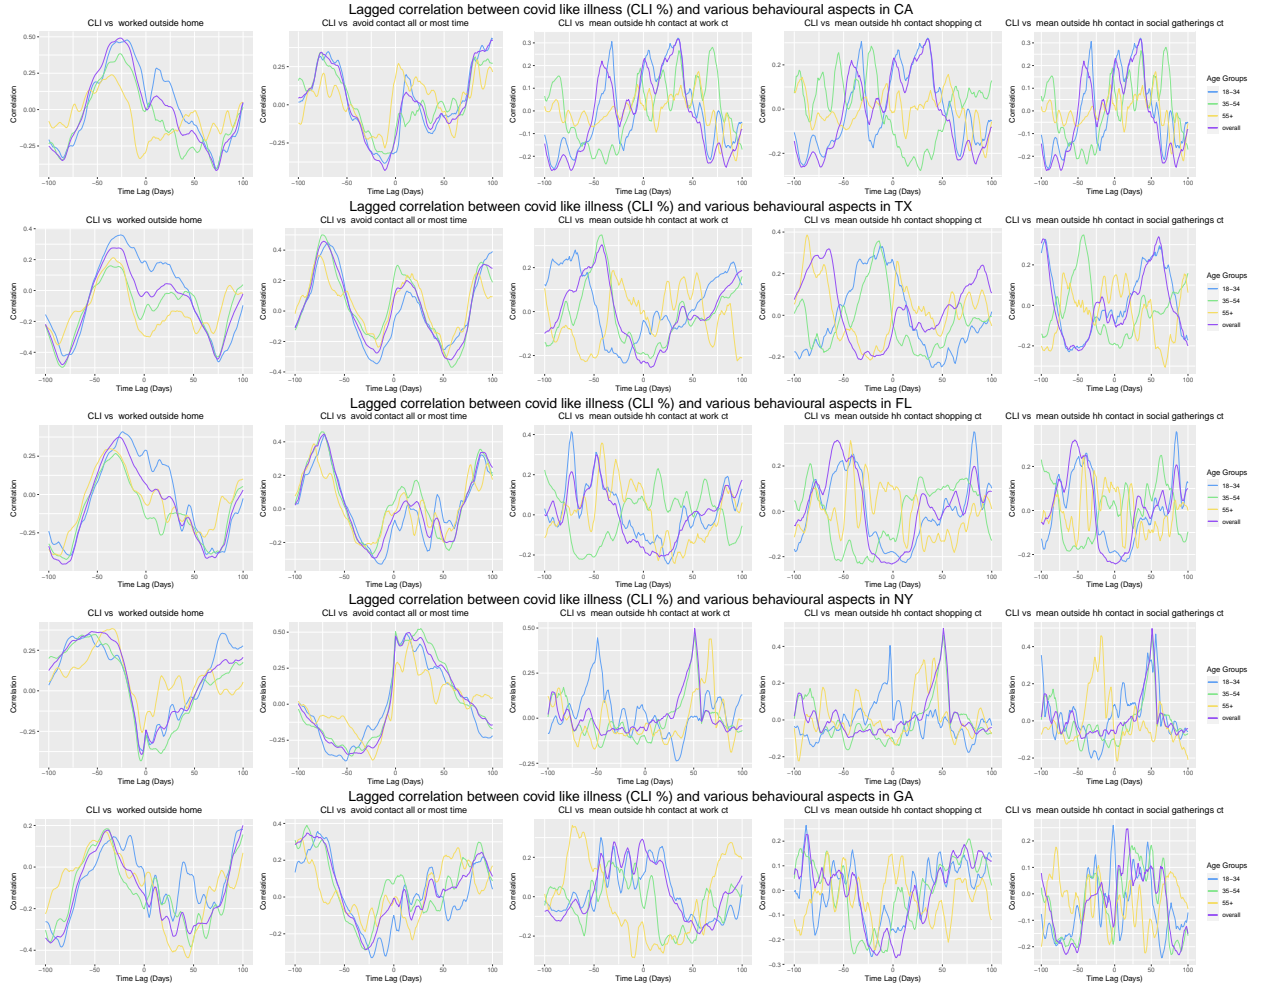 Lagged correlation between covid like illness (CLI %) and various behavioural aspects in CA
CLI vs worked outside home
CLI vs avoid contact all or most time
CLI vs mean outside hh contact at work ct
CLI vs mean outside hh contact shopping ct
CLI vs mean outside hh contact in social gatherings ct
Correlation
Time Lag (Days)
Age Groups
18−34
35−54
55+
overall
Lagged correlation between covid like illness (CLI %) and various behavioural aspects in TX
CLI vs worked outside home
CLI vs avoid contact all or most time
CLI vs mean outside hh contact at work ct
CLI vs mean outside hh contact shopping ct
CLI vs mean outside hh contact in social gatherings ct
Correlation
Time Lag (Days)
Age Groups
18−34
35−54
55+
overall
Lagged correlation between covid like illness (CLI %) and various behavioural aspects in FL
CLI vs worked outside home
CLI vs avoid contact all or most time
CLI vs mean outside hh contact at work ct
CLI vs mean outside hh contact shopping ct
CLI vs mean outside hh contact in social gatherings ct
Correlation
Time Lag (Days)
Age Groups
18−34
35−54
55+
overall
Lagged correlation between covid like illness (CLI %) and various behavioural aspects in NY
CLI vs worked outside home
CLI vs avoid contact all or most time
CLI vs mean outside hh contact at work ct
CLI vs mean outside hh contact shopping ct
CLI vs mean outside hh contact in social gatherings ct
Correlation
Time Lag (Days)
Age Groups
18−34
35−54
55+
overall
Lagged correlation between covid like illness (CLI %) and various behavioural aspects in GA
CLI vs worked outside home
CLI vs avoid contact all or most time
CLI vs mean outside hh contact at work ct
CLI vs mean outside hh contact shopping ct
CLI vs mean outside hh contact in social gatherings ct
Correlation
Time Lag (Days)
Age Groups
18−34
35−54
55+
overall